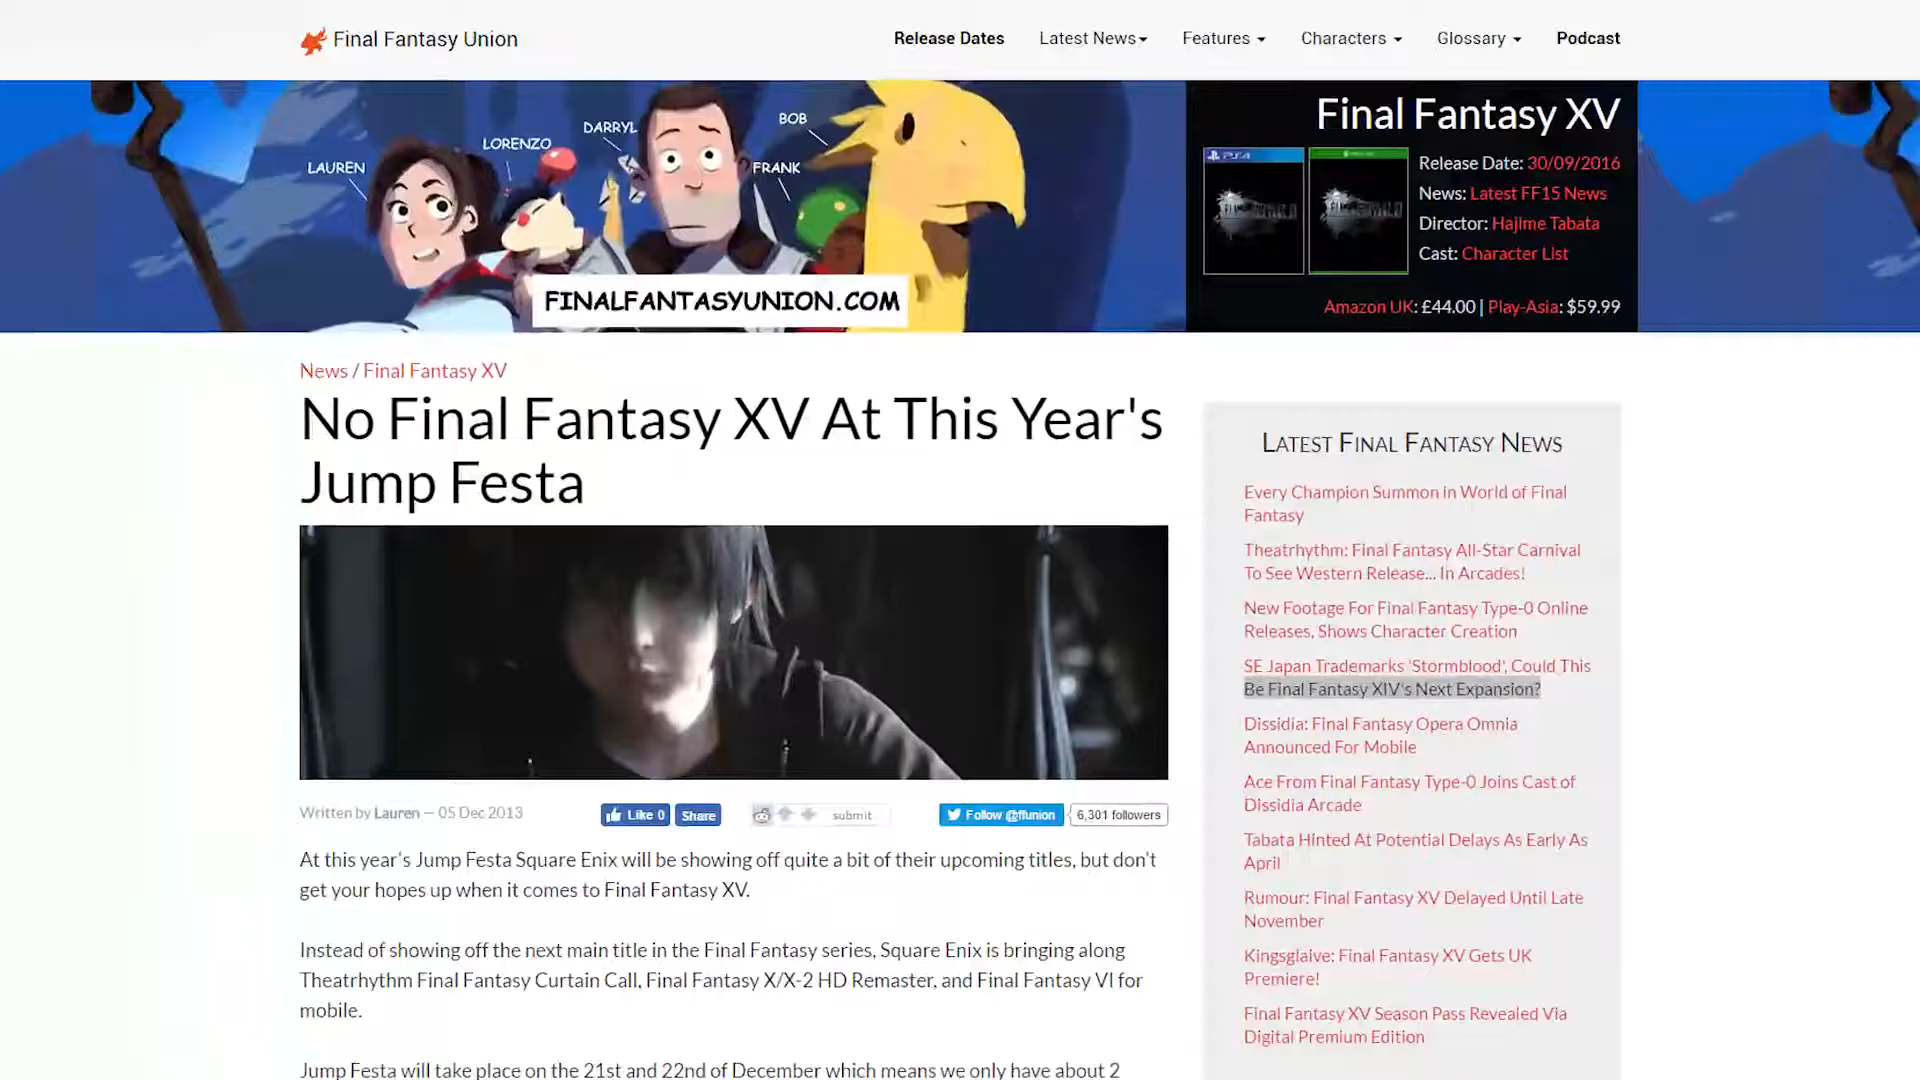 Final Fantasy Union
Release Dates
Latest News
Features
Characters
Glossary
Podcast
LAUREN
LORENZO
DARRYL
BOB
FRANK
FINALFANTASYUNION.COM
Final Fantasy XV
PS4
Release Date: 30/09/2016
News: Latest FF15 News
Director: Hajime Tabata
Cast: Character List
Amazon UK: £44.00 | Play-Asia: $59.99
News / Final Fantasy XV
No Final Fantasy XV At This Year's
Jump Festa
Written by Lauren — 05 Dec 2013
Like 0
Share
submit
Follow @ffunion
6,301 followers
At this year's Jump Festa Square Enix will be showing off quite a bit of their upcoming titles, but don't
get your hopes up when it comes to Final Fantasy XV.
Instead of showing off the next main title in the Final Fantasy series, Square Enix is bringing along
Theatrhythm Final Fantasy Curtain Call, Final Fantasy X/X-2 HD Remaster, and Final Fantasy VI for
mobile.
Jump Festa will take place on the 21st and 22nd of December which means we only have about 2
Latest Final Fantasy News
Every Champion Summon in World of Final
Fantasy
Theatrhythm: Final Fantasy All-Star Carnival
To See Western Release... In Arcades!
New Footage For Final Fantasy Type-0 Online
Releases, Shows Character Creation
SE Japan Trademarks 'Stormblood', Could This
Be Final Fantasy XIV's Next Expansion?
Dissidia: Final Fantasy Opera Omnia
Announced For Mobile
Ace From Final Fantasy Type-0 Joins Cast of
Dissidia Arcade
Tabata Hinted At Potential Delays As Early As
April
Rumour: Final Fantasy XV Delayed Until Late
November
Kingsglaive: Final Fantasy XV Gets UK
Premiere!
Final Fantasy XV Season Pass Revealed Via
Digital Premium Edition